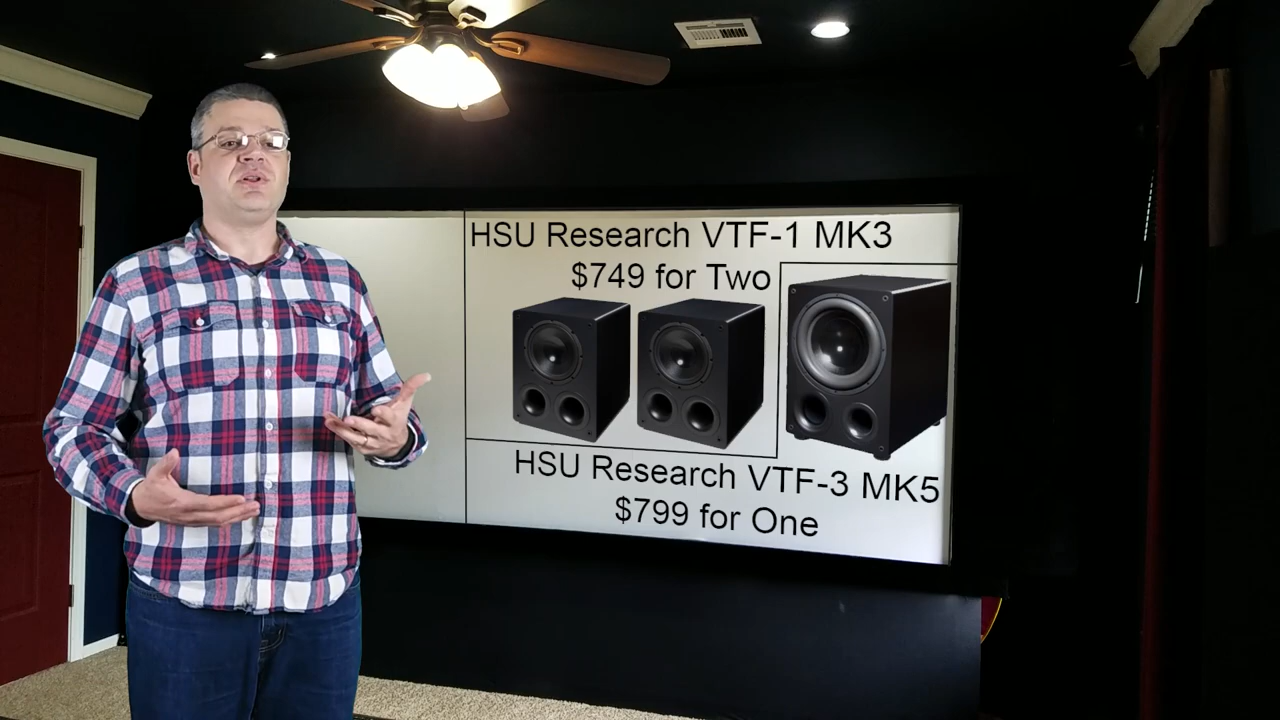 HSU Research VTF-1 MK3
$749 for Two
HSU Research VTF-3 MK5
$799 for One